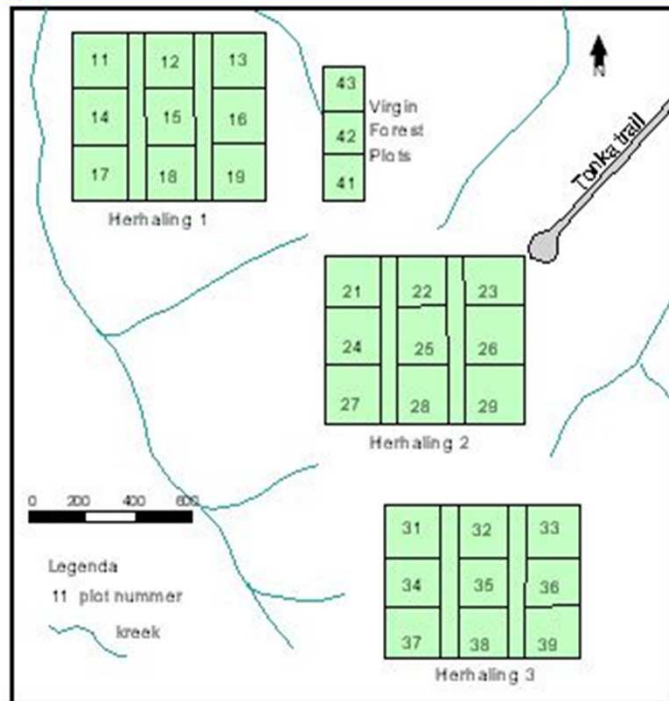 11 12 13
14 15 16
17 18 19
Herhaling 1
43
42
41
Virgin
Forest
Plots
N
Tonka trail
21 22 23
24 25 26
27 28 29
Herhaling 2
31 32 33
34 35 36
37 38 39
Herhaling 3
0 200 400 600
Legenda
11 plot nummer
kreek